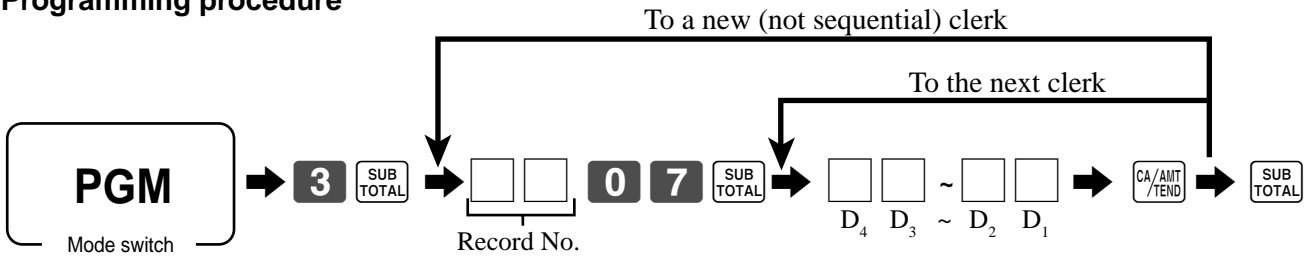 Programming procedure
To a new (not sequential) clerk
To the next clerk
PGM
Mode switch
3 SUB TOTAL
0 7 SUB TOTAL
Record No.
~
D4 D3 ~ D2 D1
CA/AMT /TEND
SUB TOTAL